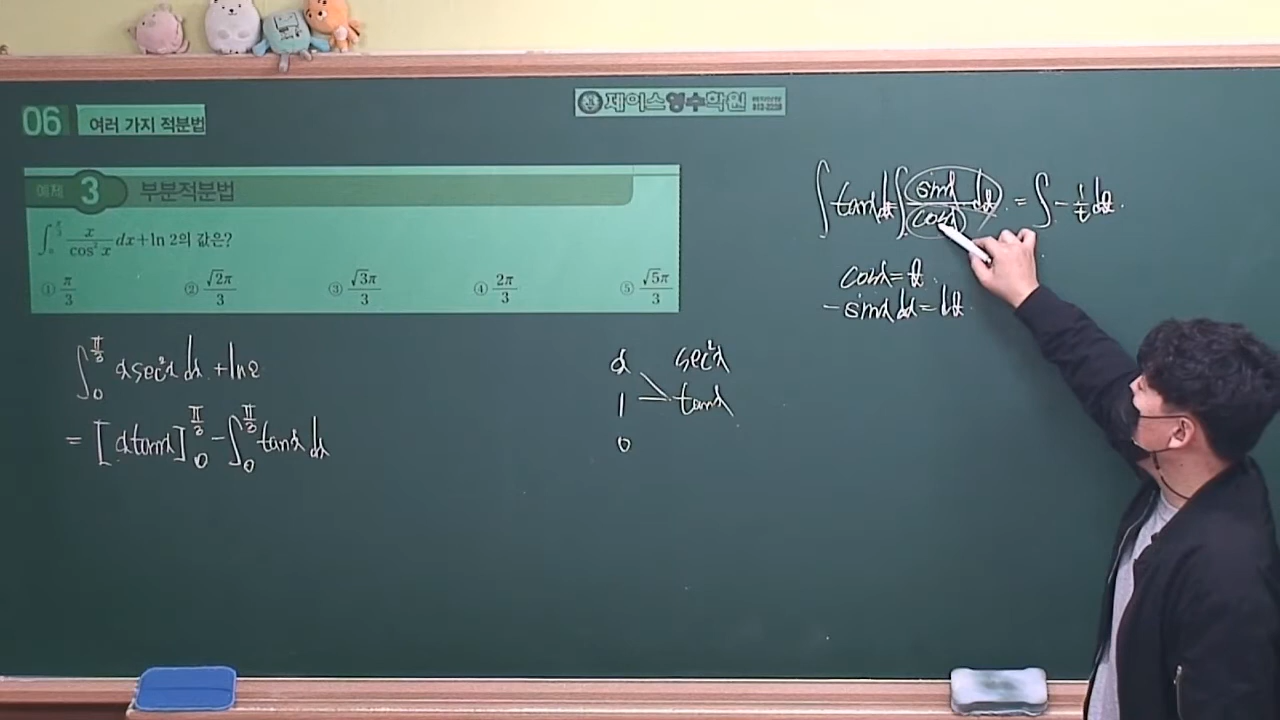 06 여러 가지 적분법
제이스영수학원
예제 3 부분적분법
∫₀^{π/3} x/cos²x dx + ln 2의 값은?
① π/3 ② √2π/3 ③ √3π/3 ④ 2π/3 ⑤ √5π/3
∫₀^{π/3} x sec²x dx + ln2
= [x tanx]₀^{π/3} - ∫₀^{π/3} tanx dx
x sec²x
1 tanx
0
∫ tanx dx ∫ sinx/cosx dx = ∫ - 1/t dt
cosx = t
-sinx dx = dt